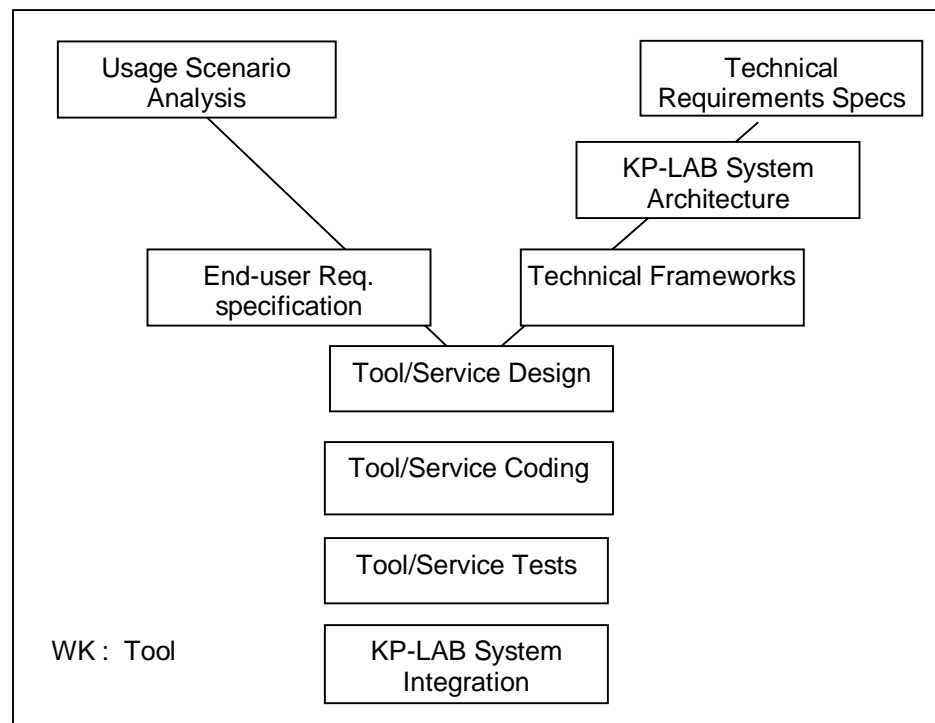 Usage Scenario
Analysis
Technical
Requirements Specs
KP-LAB System
Architecture
End-user Req.
specification
Technical Frameworks
Tool/Service Design
Tool/Service Coding
Tool/Service Tests
WK : Tool
KP-LAB System
Integration